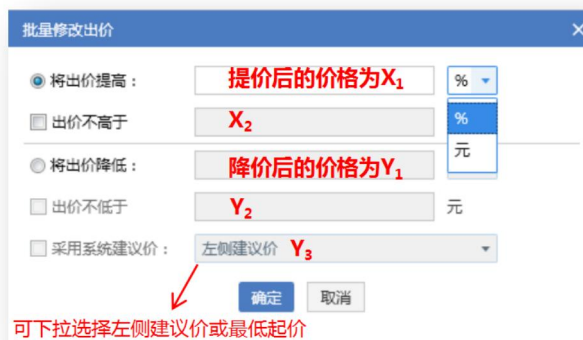 批量修改出价
将出价提高： 提价后的价格为X₁ %
出价不高于 X₂ %
元
将出价降低： 降价后的价格为Y₁
出价不低于 Y₂ 元
采用系统建议价： 左侧建议价 Y₃
确定 取消
可下拉选择左侧建议价或最低起价